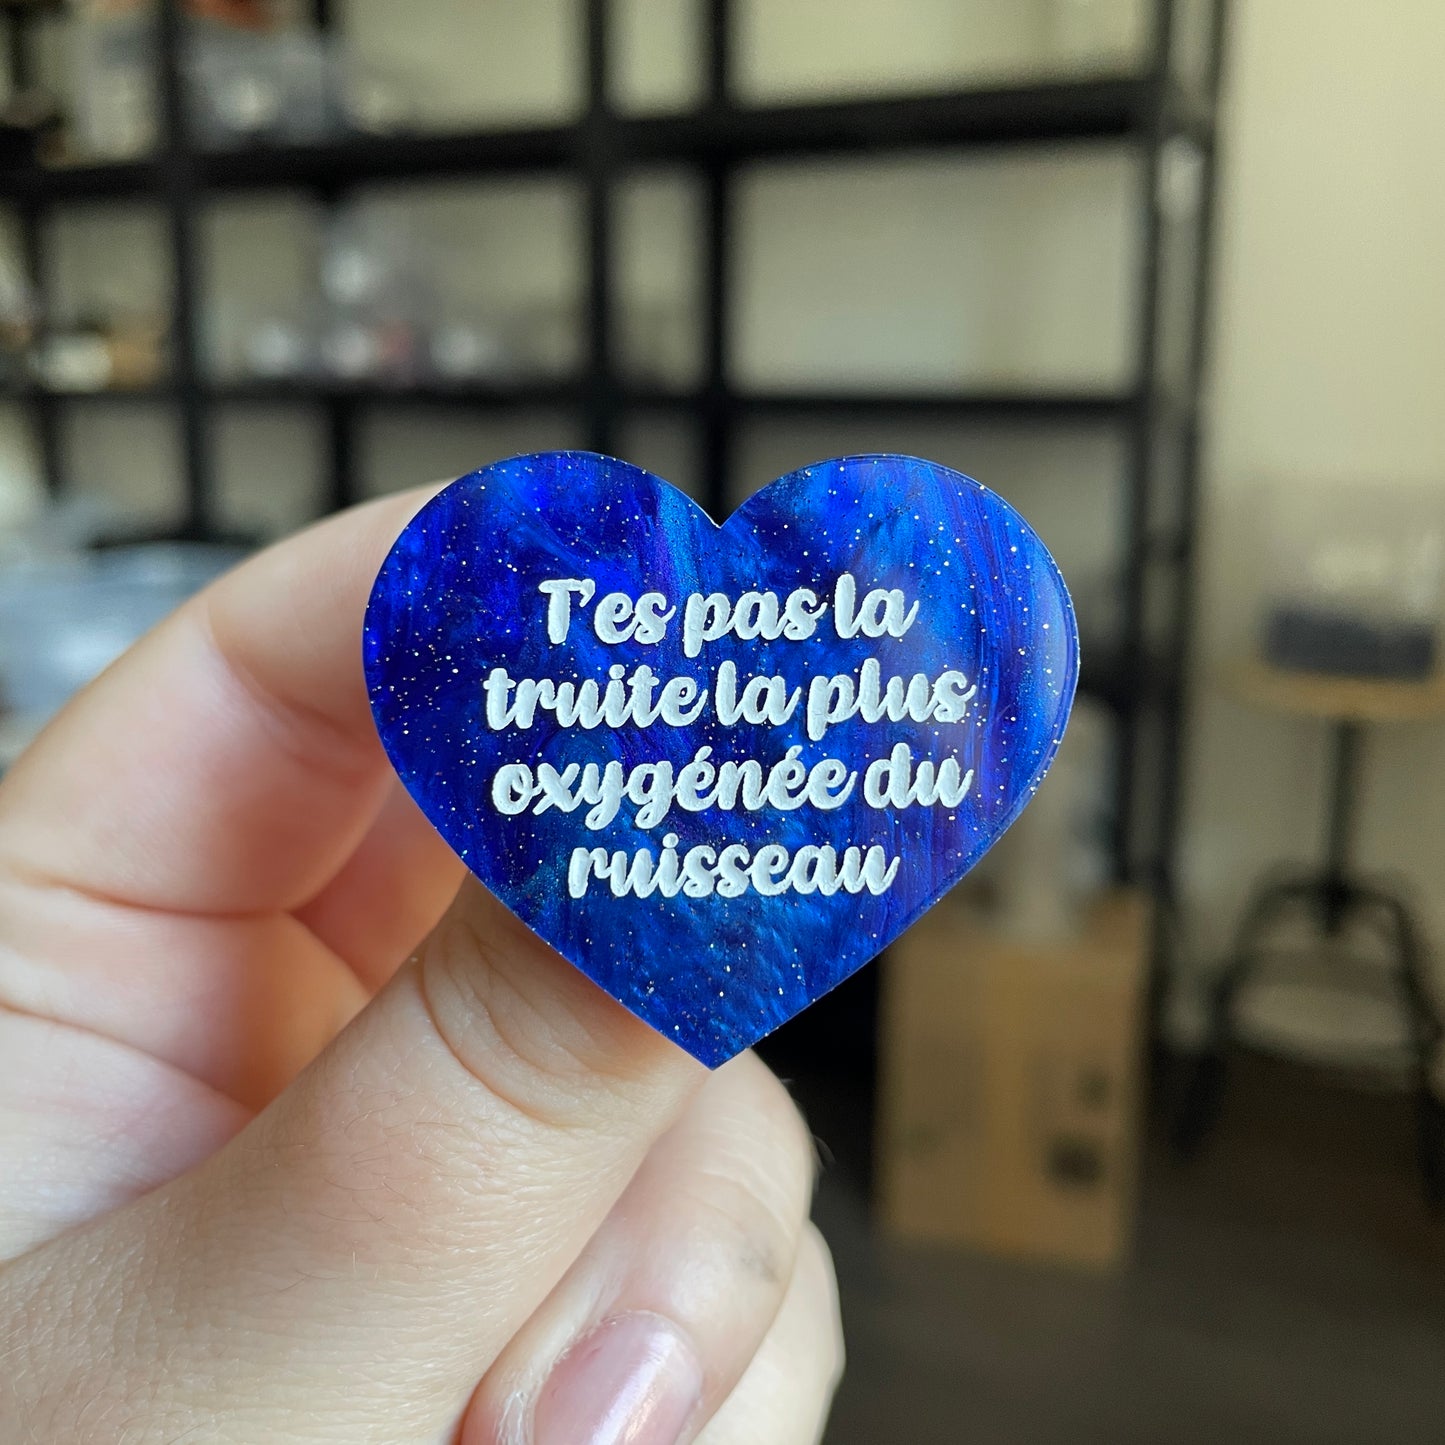 T'es pas la
truite la plus
oxygénée du
ruisseau